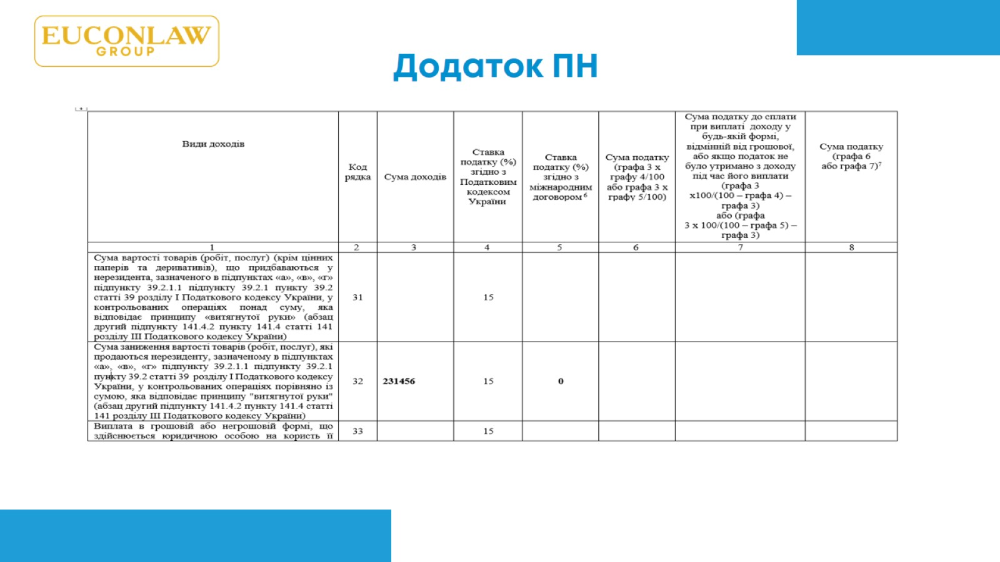 EUCONLAW
GROUP
Додаток ПН
Види доходів
Код
рядка
Сума доходів
Ставка
податку (%)
згідно з
Податковим
кодексом
України
Ставка
податку (%)
згідно з
міжнародним
договором 6
Сума податку
(графа 3 х
графу 4/100
або графа 3 х
графу 5/100)
Сума податку до сплати
при виплаті доходу у
будь-якій формі,
відмінній від грошової,
або якщо податок не
було утримано з доходу
під час його виплати
(графа 3
х100/(100 – графа 4) –
графа 3)
або (графа
3 х 100/(100 – графа 5) –
графа 3)
Сума податку
(графа 6
або графа 7)7
1 2 3 4 5 6 7 8
Сума вартості товарів (робіт, послуг) (крім цінних
паперів та деривативів), що придбаваються у
нерезидента, зазначеного в підпунктах «а», «в», «г»
підпункту 39.2.1.1 підпункту 39.2.1 пункту 39.2
статті 39 розділу I Податкового кодексу України, у
контрольованих операціях понад суму, яка
відповідає принципу «витягнутої руки» (абзац
другий підпункту 141.4.2 пункту 141.4 статті 141
розділу III Податкового кодексу України)
31 15
Сума заниження вартості товарів (робіт, послуг), які
продаються нерезиденту, зазначеному в підпунктах
«а», «в», «г» підпункту 39.2.1.1 підпункту 39.2.1
пункту 39.2 статті 39 розділу I Податкового кодексу
України, у контрольованих операціях порівняно із
сумою, яка відповідає принципу "витягнутої руки"
(абзац другий підпункту 141.4.2 пункту 141.4 статті
141 розділу III Податкового кодексу України)
32 231456 15 0
Виплата в грошовій або негрошовій формі, що
здійснюється юридичною особою на користь її
33 15